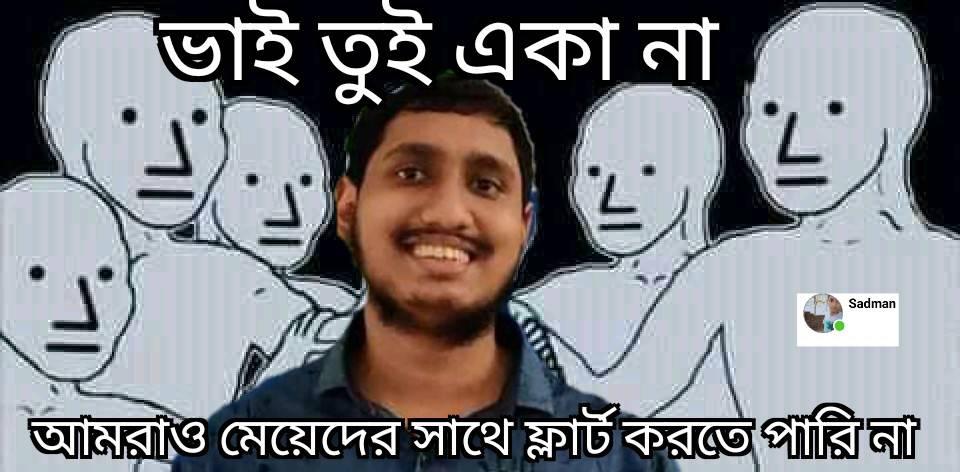 ভাই তুই একা না
Sadman
আমরাও মেয়েদের সাথে ফ্লার্ট করতে পারি না